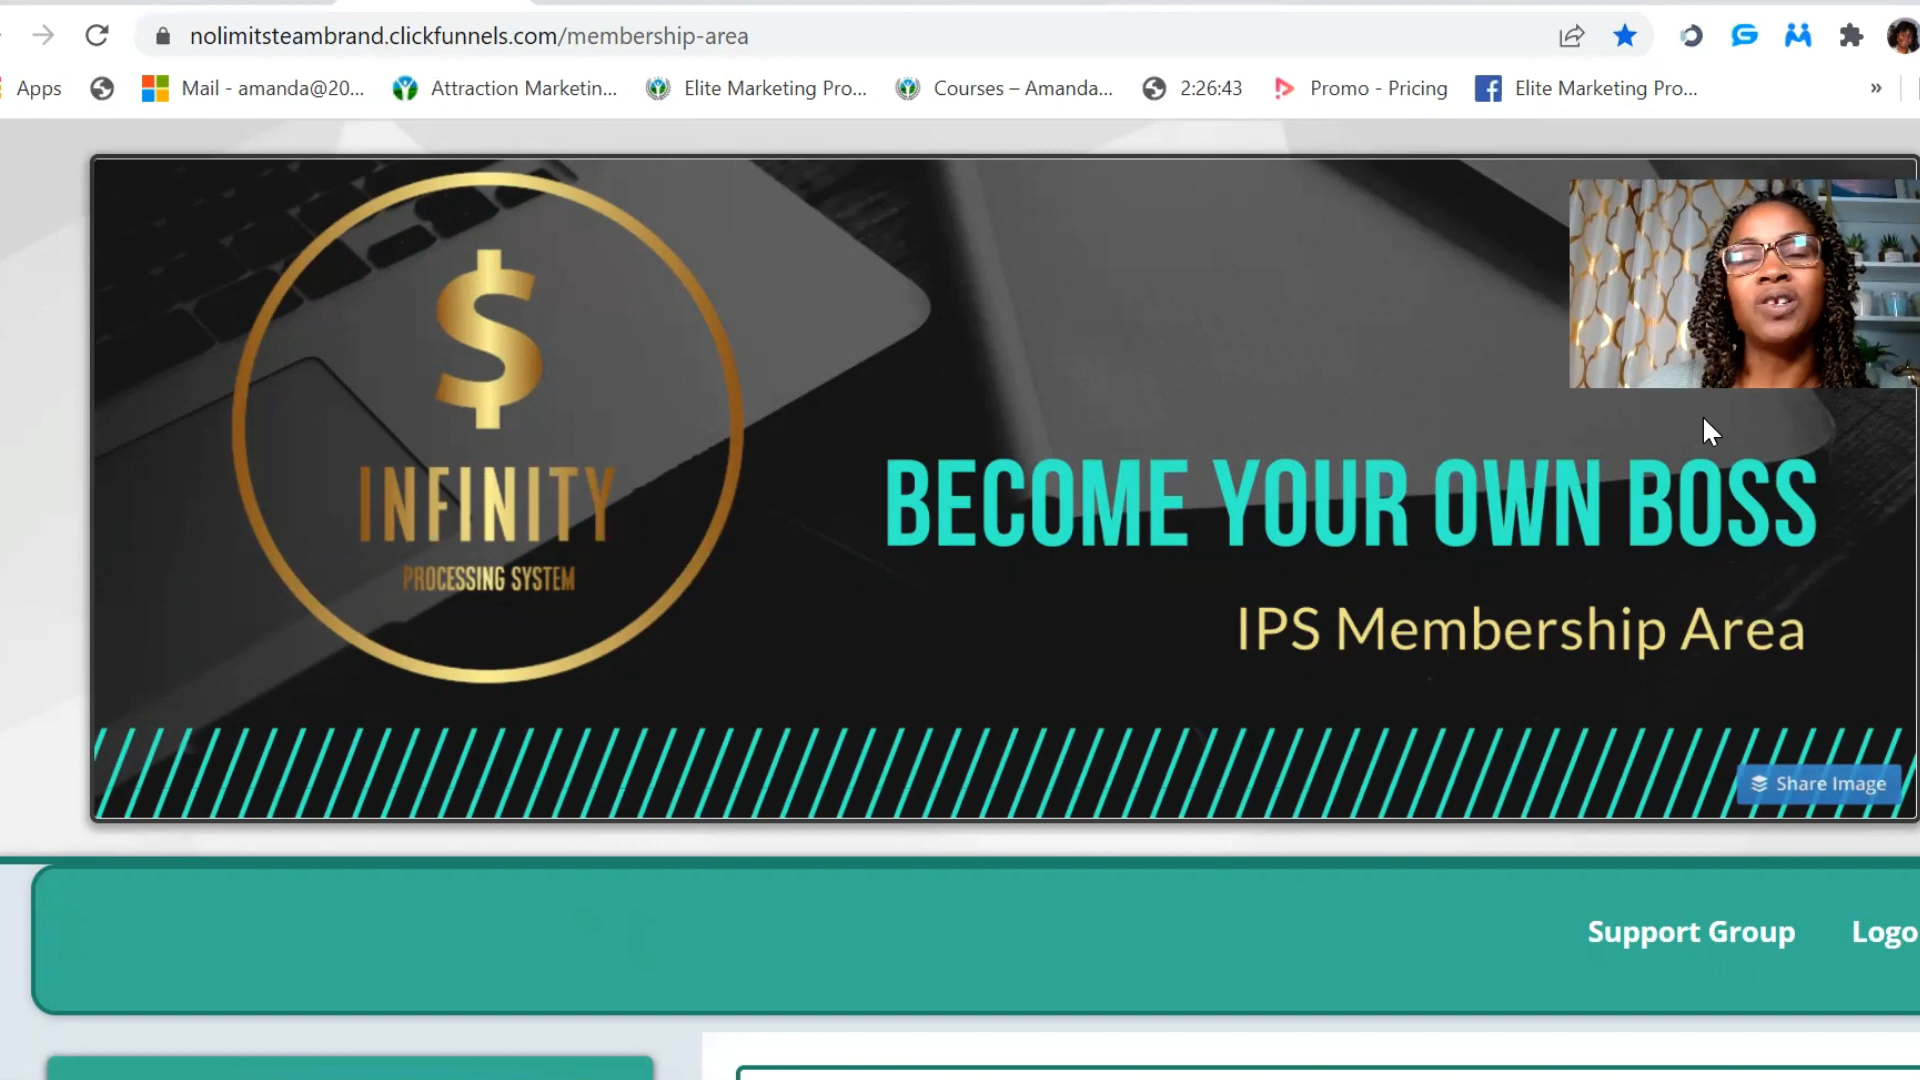 nolimitsteambrand.clickfunnels.com/membership-area
Apps
Mail - amanda@20...
Attraction Marketin...
Elite Marketing Pro...
Courses – Amanda...
2:26:43
Promo - Pricing
Elite Marketing Pro...
»
$
INFINITY
PROCESSING SYSTEM
BECOME YOUR OWN BOSS
IPS Membership Area
Share Image
Support Group
Logo